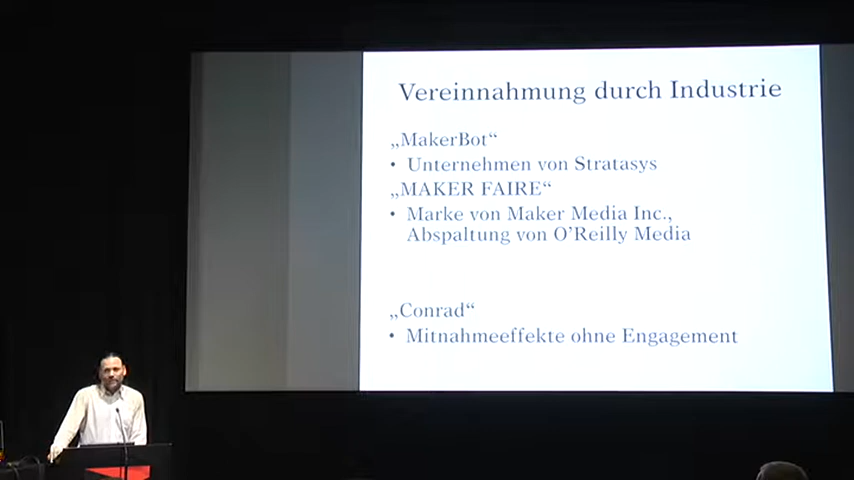 Vereinnahmung durch Industrie
„MakerBot“
• Unternehmen von Stratasys
„MAKER FAIRE“
• Marke von Maker Media Inc.,
Abspaltung von O’Reilly Media
„Conrad“
• Mitnahmeeffekte ohne Engagement